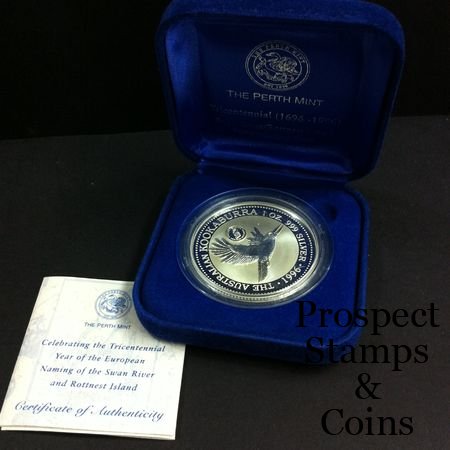 THE PERTH MINT
Tricentennial (1696 -1996)
THE AUSTRALIAN KOOKABURRA 1 OZ. 999 SILVER · 1996 ·
THE PERTH MINT
Celebrating the Tricentennial
Year of the European
Naming of the Swan River
and Rottnest Island
Certificate of Authenticity
Prospect
Stamps
&
Coins